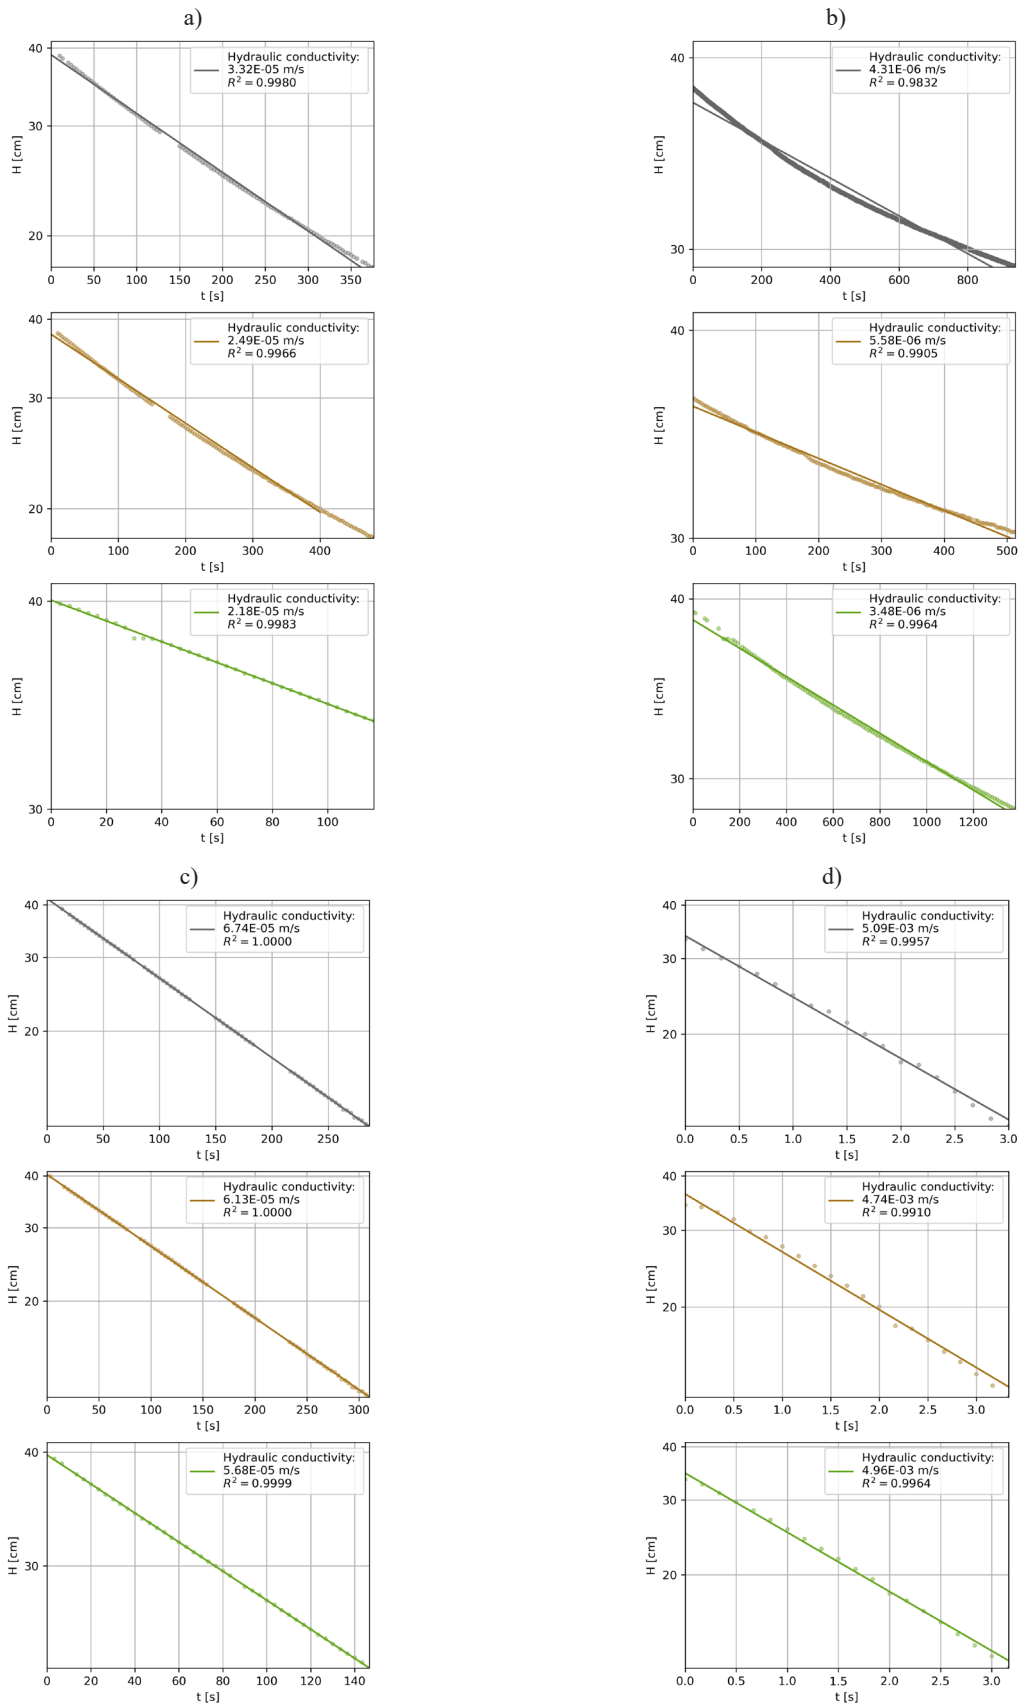 a)
40
30
20
H [cm]
Hydraulic conductivity:
3.32E-05 m/s
R² = 0.9980
0 50 100 150 200 250 300 350
t [s]
40
30
20
H [cm]
Hydraulic conductivity:
2.49E-05 m/s
R² = 0.9966
0 100 200 300 400
t [s]
40
30
H [cm]
Hydraulic conductivity:
2.18E-05 m/s
R² = 0.9983
0 20 40 60 80 100
t [s]
b)
40
30
H [cm]
Hydraulic conductivity:
4.31E-06 m/s
R² = 0.9832
0 200 400 600 800
t [s]
40
30
H [cm]
Hydraulic conductivity:
5.58E-06 m/s
R² = 0.9905
0 100 200 300 400 500
t [s]
40
30
H [cm]
Hydraulic conductivity:
3.48E-06 m/s
R² = 0.9964
0 200 400 600 800 1000 1200
t [s]
c)
40
30
20
H [cm]
Hydraulic conductivity:
6.74E-05 m/s
R² = 1.0000
0 50 100 150 200 250
t [s]
40
30
20
H [cm]
Hydraulic conductivity:
6.13E-05 m/s
R² = 1.0000
0 50 100 150 200 250 300
t [s]
40
30
H [cm]
Hydraulic conductivity:
5.68E-05 m/s
R² = 0.9999
0 20 40 60 80 100 120 140
t [s]
d)
40
30
20
H [cm]
Hydraulic conductivity:
5.09E-03 m/s
R² = 0.9957
0.0 0.5 1.0 1.5 2.0 2.5 3.0
t [s]
40
30
20
H [cm]
Hydraulic conductivity:
4.74E-03 m/s
R² = 0.9910
0.0 0.5 1.0 1.5 2.0 2.5 3.0
t [s]
40
30
20
H [cm]
Hydraulic conductivity:
4.96E-03 m/s
R² = 0.9964
0.0 0.5 1.0 1.5 2.0 2.5 3.0
t [s]